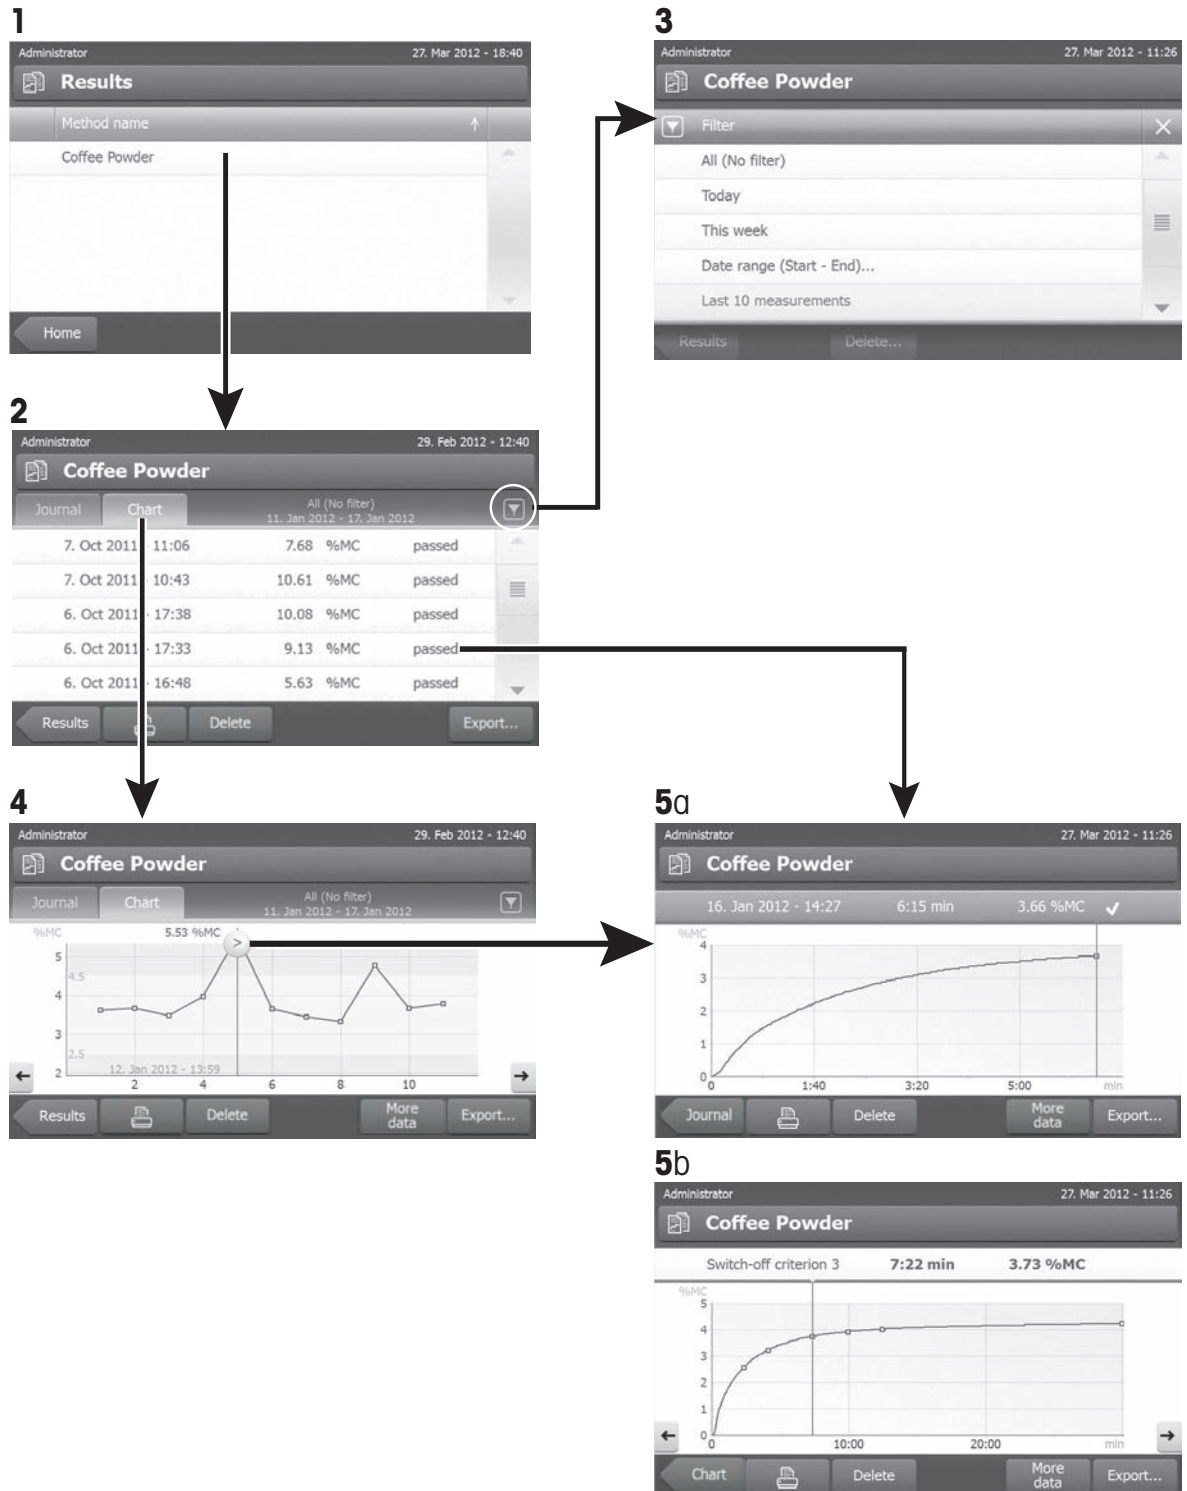 1
Administrator 27. Mar 2012 - 18:40
Results
Method name
Coffee Powder
Home
3
Administrator 27. Mar 2012 - 11:26
Coffee Powder
Filter
All (No filter)
Today
This week
Date range (Start - End)...
Last 10 measurements
Results Delete...
2
Administrator 29. Feb 2012 - 12:40
Coffee Powder
Journal Chart All (No filter)
11. Jan 2012 - 17. Jan 2012
7. Oct 2011 - 11:06 7.68 %MC passed
7. Oct 2011 - 10:43 10.61 %MC passed
6. Oct 2011 - 17:38 10.08 %MC passed
6. Oct 2011 - 17:33 9.13 %MC passed
6. Oct 2011 - 16:48 5.63 %MC passed
Results Delete Export...
4
Administrator 29. Feb 2012 - 12:40
Coffee Powder
Journal Chart All (No filter)
11. Jan 2012 - 17. Jan 2012
%MC 5.53 %MC >
5
4.5
4
3
2.5
2 12. Jan 2012 - 13:59
2 4 6 8 10
Results Delete More data Export...
5a
Administrator 27. Mar 2012 - 11:26
Coffee Powder
16. Jan 2012 - 14:27 6:15 min 3.66 %MC
%MC
4
3
2
1
0
0 1:40 3:20 5:00 min
Journal Delete More data Export...
5b
Administrator 27. Mar 2012 - 11:26
Coffee Powder
Switch-off criterion 3 7:22 min 3.73 %MC
%MC
5
4
3
2
1
0
0 10:00 20:00 min
Chart Delete More data Export...